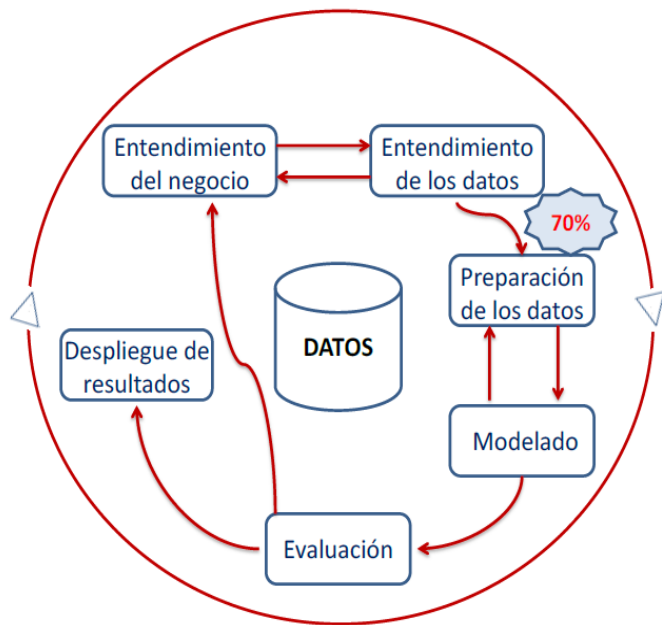 Entendimiento
del negocio
Entendimiento
de los datos
70%
Preparación
de los datos
DATOS
Despliegue de
resultados
Modelado
Evaluación